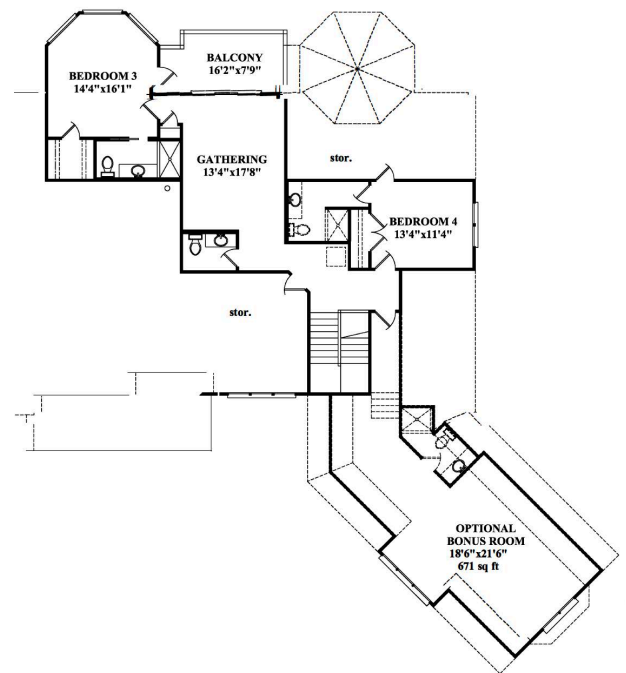 BALCONY
16'2"x7'9"
BEDROOM 3
14'4"x16'1"
GATHERING
13'4"x17'8"
stor.
BEDROOM 4
13'4"x11'4"
stor.
OPTIONAL
BONUS ROOM
18'6"x21'6"
671 sq ft